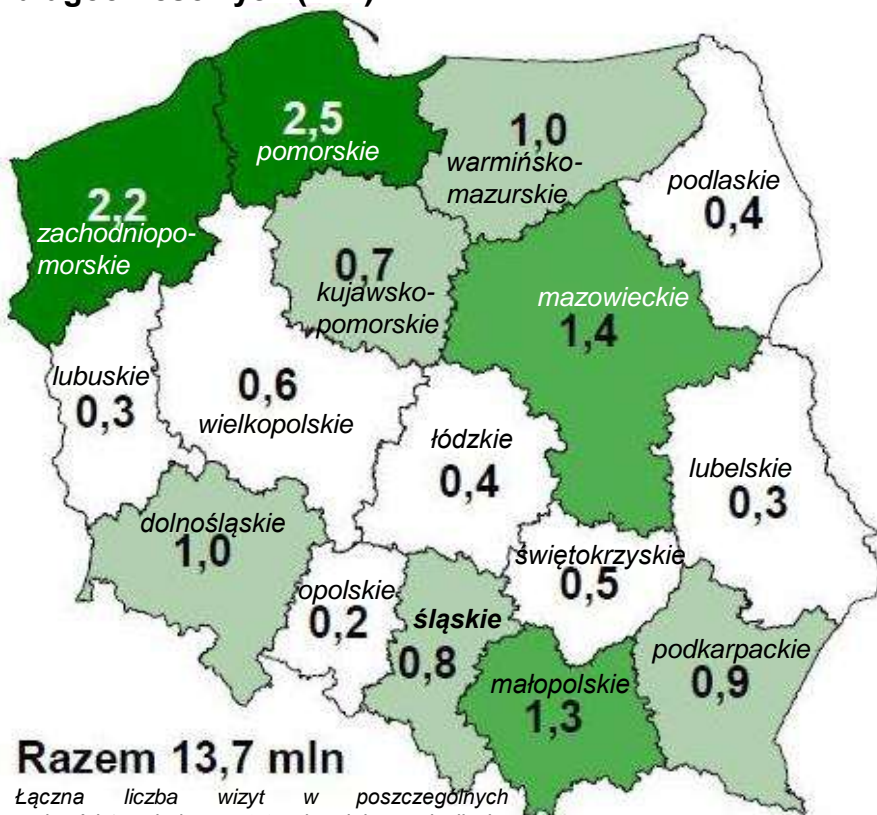 2,5
pomorskie
1,0
warmińsko-
mazurskie
podlaskie
0,4
2,2
zachodniopo-
morskie
0,7
kujawsko-
pomorskie
mazowieckie
1,4
lubuskie
0,3
0,6
wielkopolskie
łódzkie
0,4
lubelskie
0,3
dolnośląskie
1,0
świętokrzyskie
0,5
opolskie
0,2
śląskie
0,8
podkarpackie
0,9
małopolskie
1,3
Razem 13,7 mln
Łączna liczba wizyt w poszczególnych